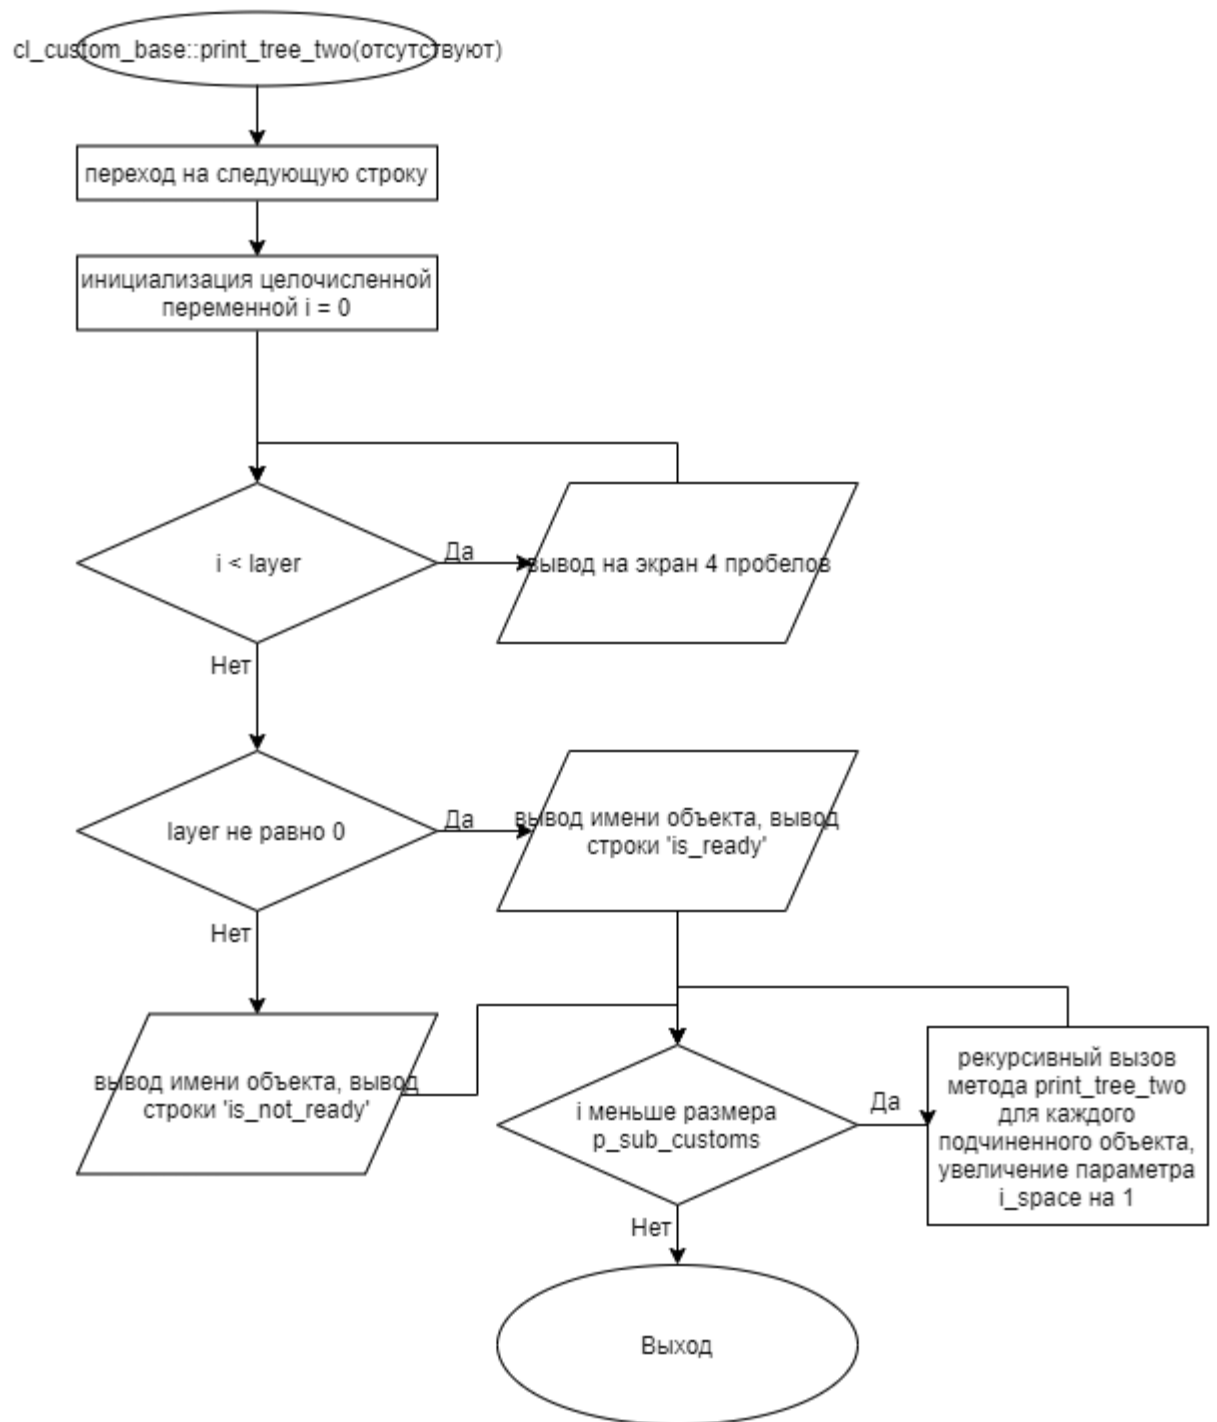 cl_custom_base::print_tree_two(отсутствуют)
переход на следующую строку
инициализация целочисленной
переменной i = 0
i < layer
Да
вывод на экран 4 пробелов
Нет
layer не равно 0
Да
вывод имени объекта, вывод
строки 'is_ready'
Нет
вывод имени объекта, вывод
строки 'is_not_ready'
i меньше размера
p_sub_customs
Да
рекурсивный вызов
метода print_tree_two
для каждого
подчиненного объекта,
увеличение параметра
i_space на 1
Нет
Выход